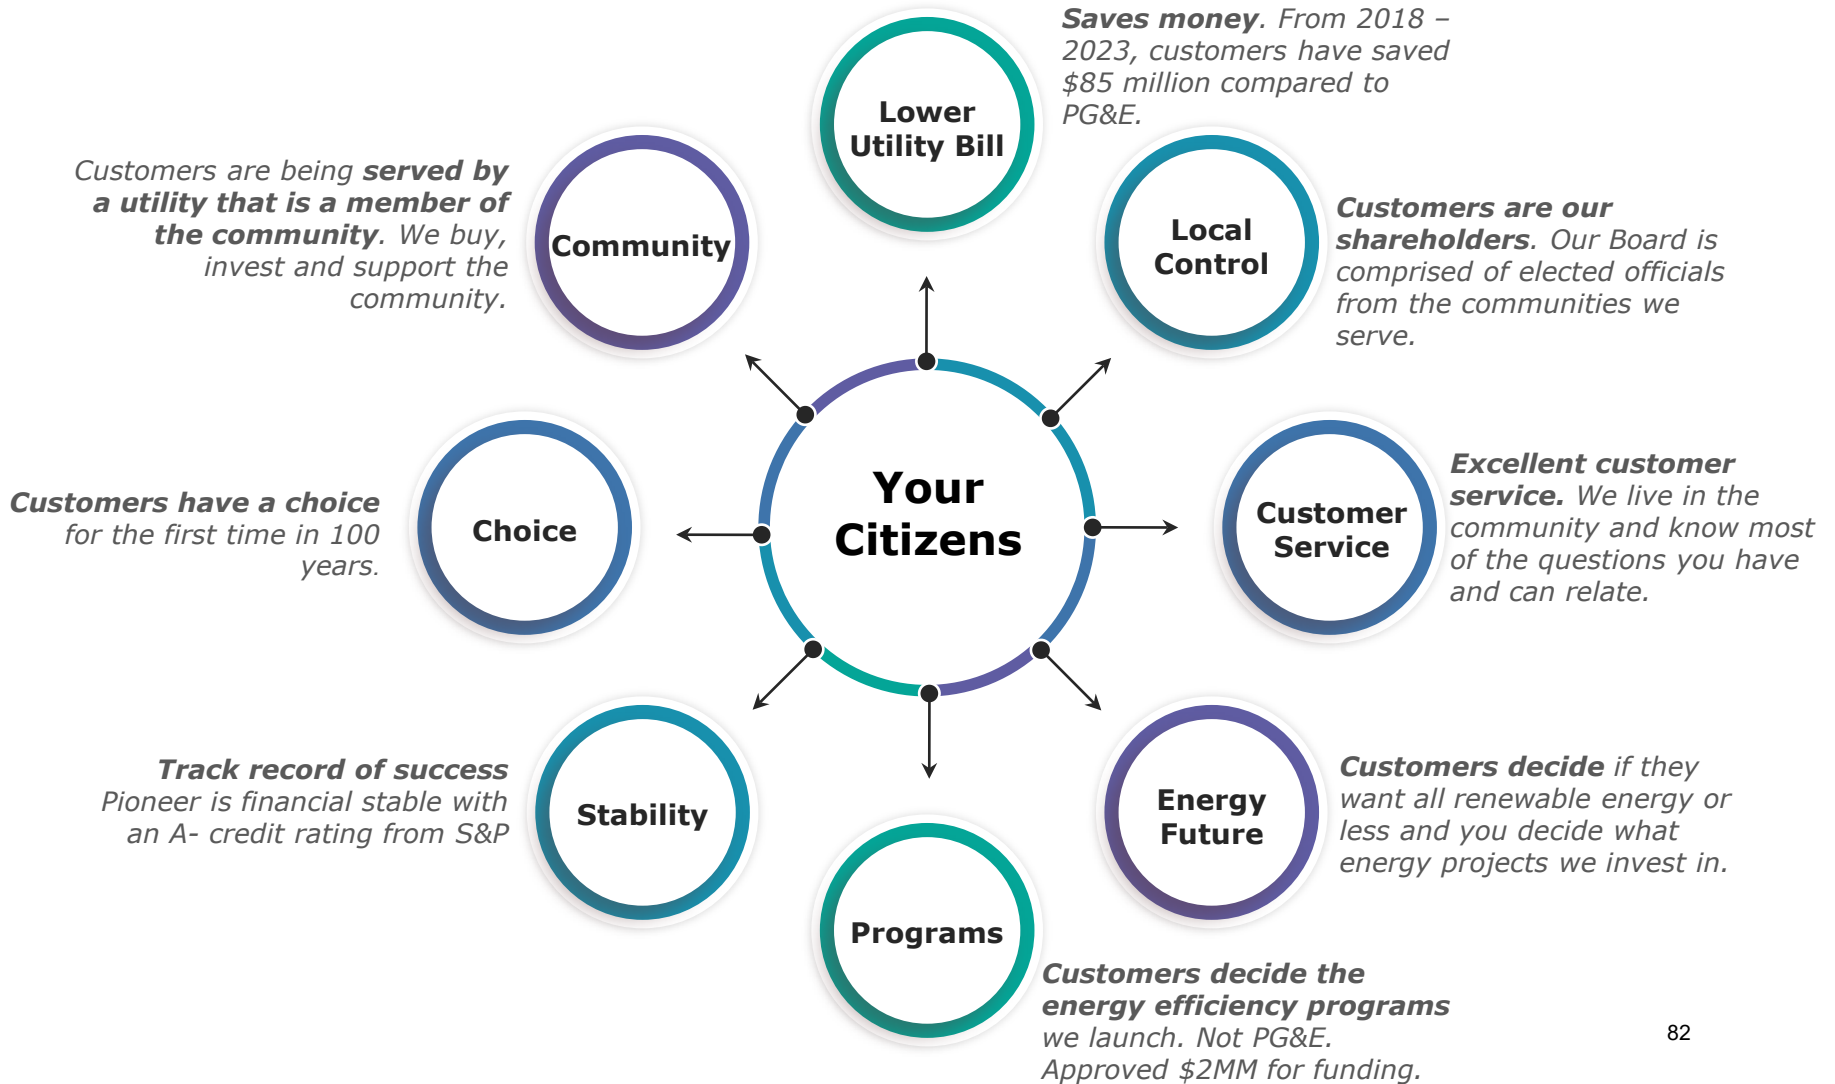 Lower
Utility Bill
Saves money. From 2018 –
2023, customers have saved
$85 million compared to
PG&E.
Local
Control
Customers are our
shareholders. Our Board is
comprised of elected officials
from the communities we
serve.
Customer
Service
Excellent customer
service. We live in the
community and know most
of the questions you have
and can relate.
Energy
Future
Customers decide if they
want all renewable energy or
less and you decide what
energy projects we invest in.
Programs
Customers decide the
energy efficiency programs
we launch. Not PG&E.
Approved $2MM for funding.
Stability
Track record of success
Pioneer is financial stable with
an A- credit rating from S&P
Choice
Customers have a choice
for the first time in 100
years.
Community
Customers are being served by
a utility that is a member of
the community. We buy,
invest and support the
community.
Your
Citizens
82